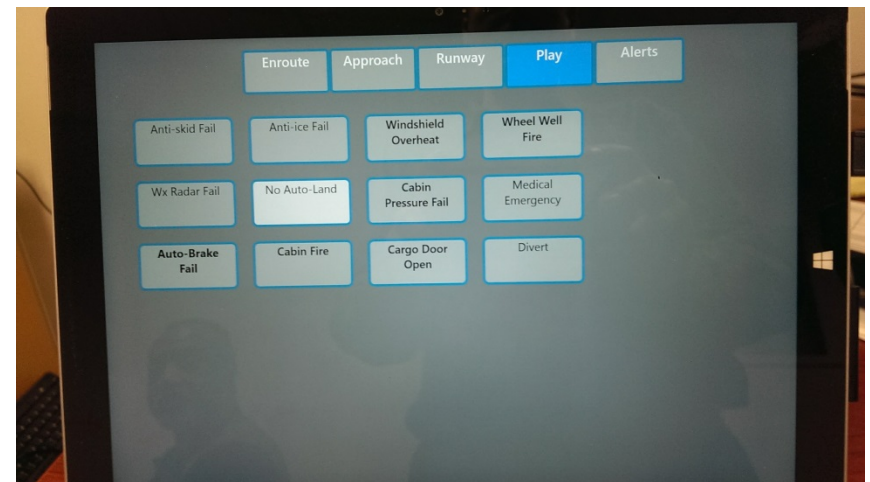 Enroute Approach Runway Play Alerts
Anti-skid Fail Anti-ice Fail Windshield Overheat Wheel Well Fire
Wx Radar Fail No Auto-Land Cabin Pressure Fail Medical Emergency
Auto-Brake Fail Cabin Fire Cargo Door Open Divert